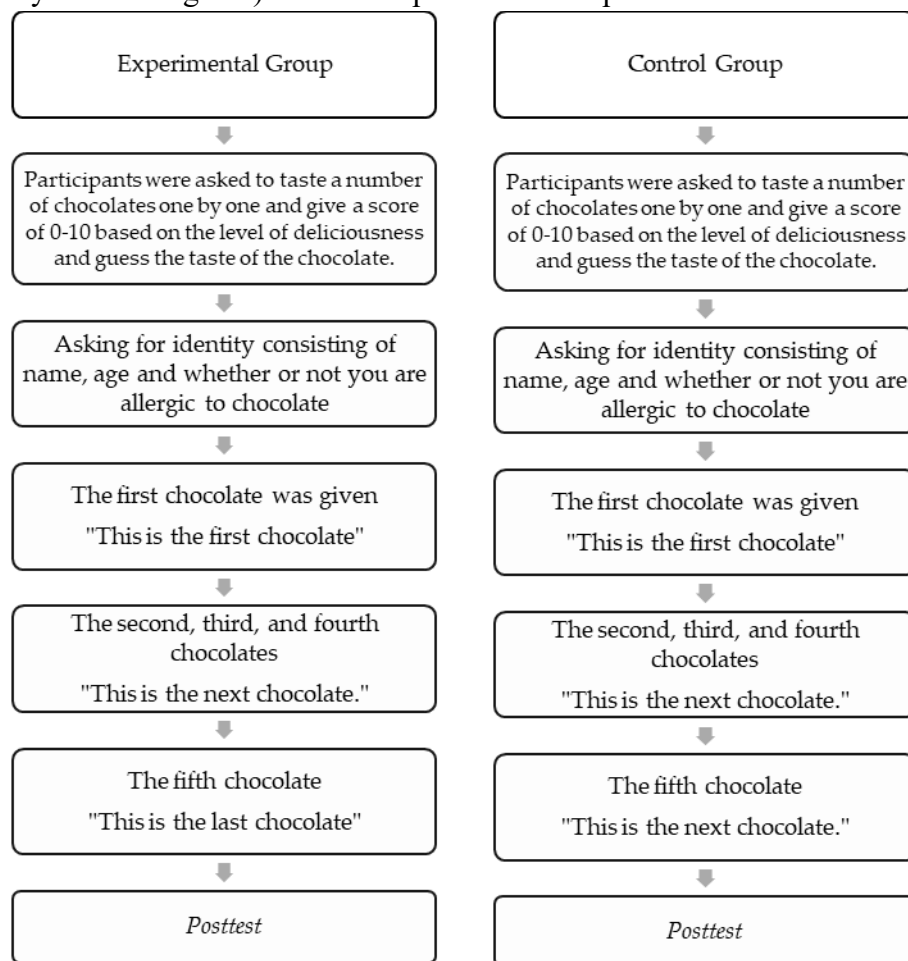 Experimental Group
Participants were asked to taste a number
of chocolates one by one and give a score
of 0-10 based on the level of deliciousness
and guess the taste of the chocolate.
Asking for identity consisting of
name, age and whether or not you are
allergic to chocolate
The first chocolate was given
"This is the first chocolate"
The second, third, and fourth
chocolates
"This is the next chocolate."
The fifth chocolate
"This is the last chocolate"
Posttest
Control Group
Participants were asked to taste a number
of chocolates one by one and give a score
of 0-10 based on the level of deliciousness
and guess the taste of the chocolate.
Asking for identity consisting of
name, age and whether or not you are
allergic to chocolate
The first chocolate was given
"This is the first chocolate"
The second, third, and fourth
chocolates
"This is the next chocolate."
The fifth chocolate
"This is the next chocolate."
Posttest